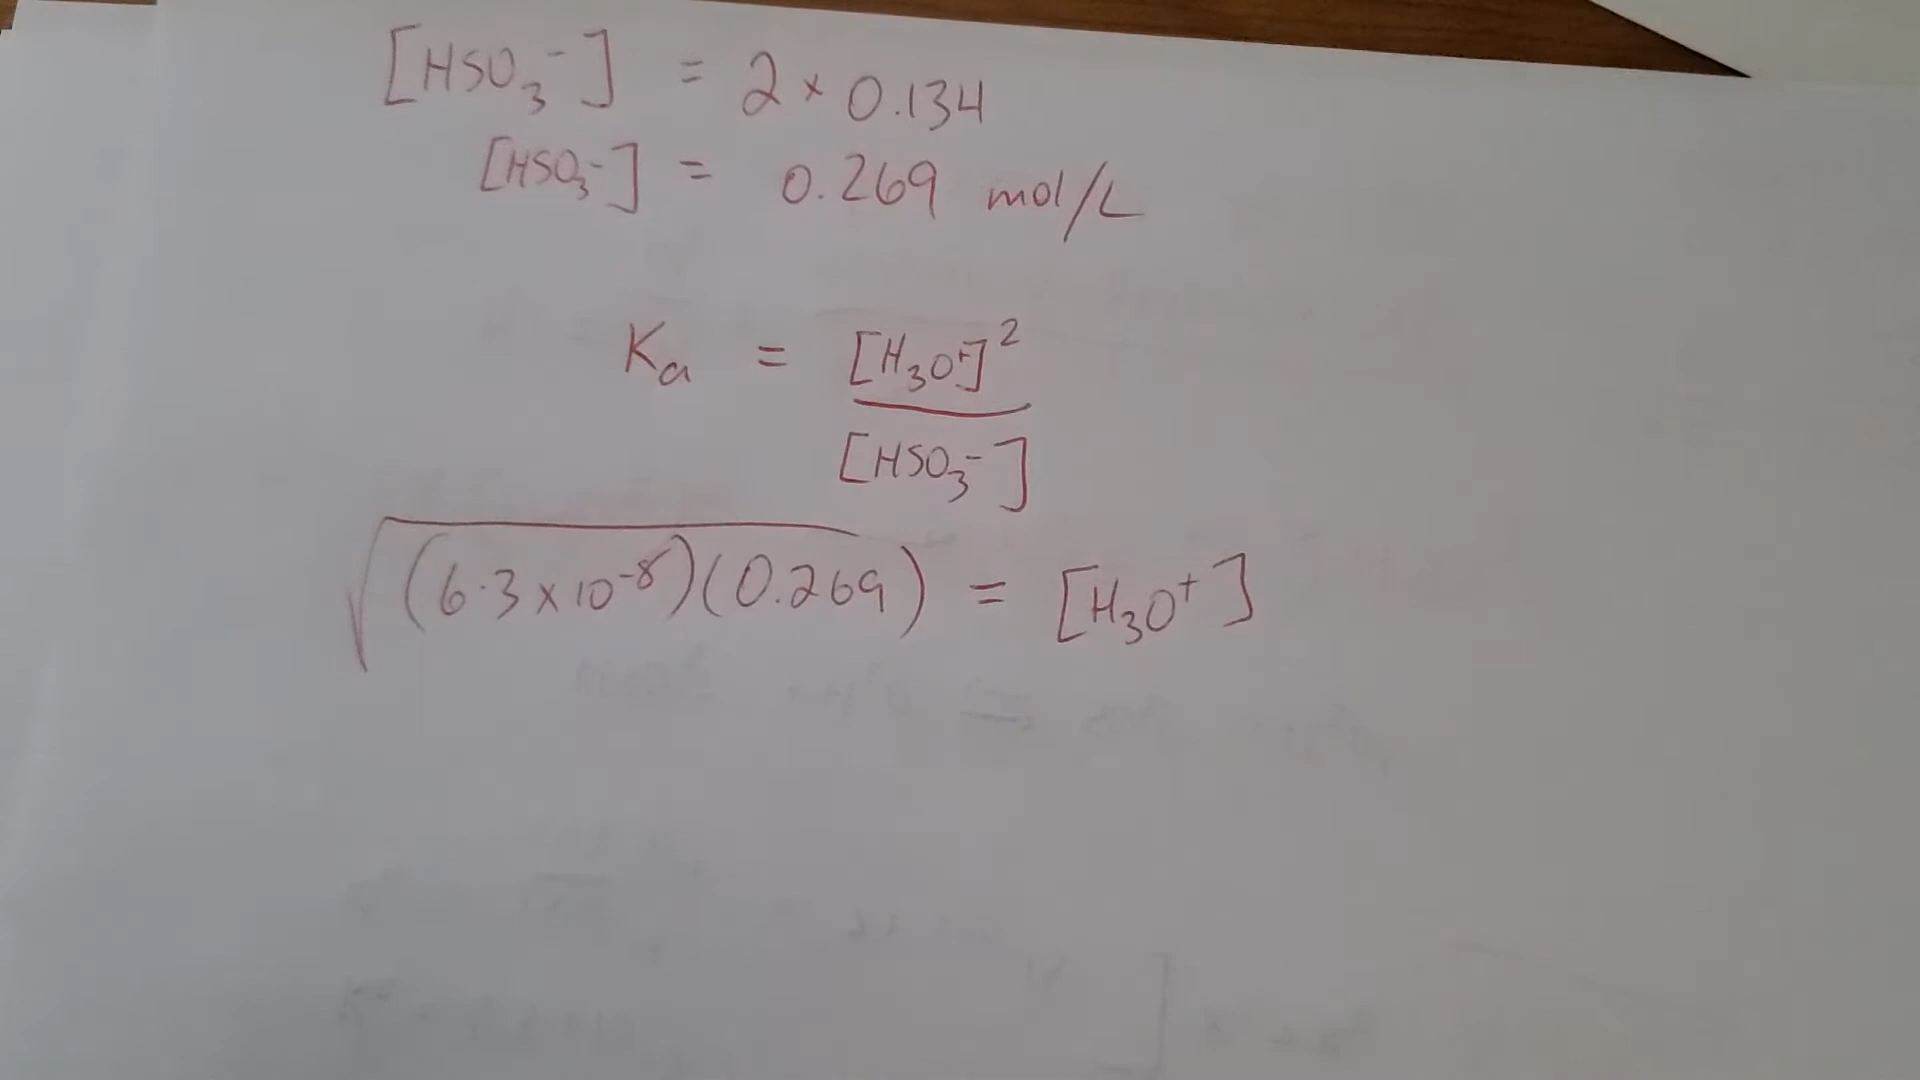 [HSO₃⁻] = 2 × 0.134
[HSO₃⁻] = 0.269 mol/L
Kₐ = [H₃O⁺]²
[HSO₃⁻]
√(6.3×10⁻⁸)(0.269) = [H₃O⁺]